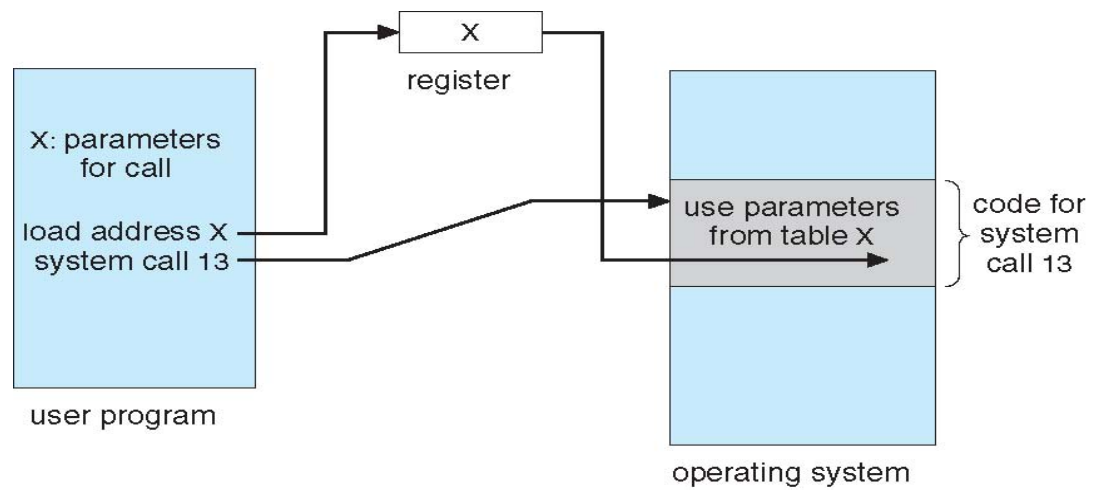 X
register
X: parameters
for call
load address X
system call 13
user program
use parameters
from table X
code for
system
call 13
operating system